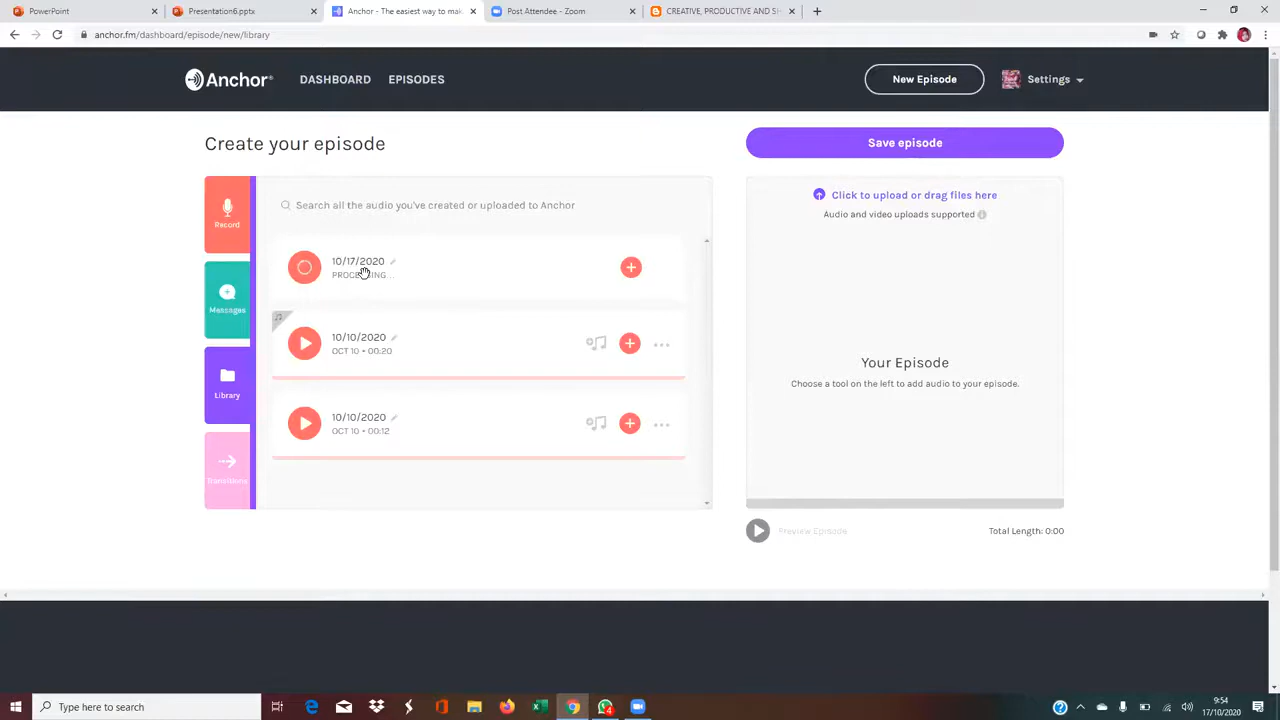 PowerPoint
Presentation6.pptx
Anchor - The easiest way to mak
Post Attendee - Zoom
CREATIVE, PRODUCTIVE AND SH
anchor.fm/dashboard/episode/new/library
Anchor®
DASHBOARD
EPISODES
New Episode
Settings
Create your episode
Save episode
Record
Messages
Library
Transitions
Search all the audio you've created or uploaded to Anchor
10/17/2020
PROCESSING...
10/10/2020
OCT 10 • 00:20
10/10/2020
OCT 10 • 00:12
Click to upload or drag files here
Audio and video uploads supported
Your Episode
Choose a tool on the left to add audio to your episode.
Preview Episode
Total Length: 0:00
Type here to search
4
9:54
17/10/2020